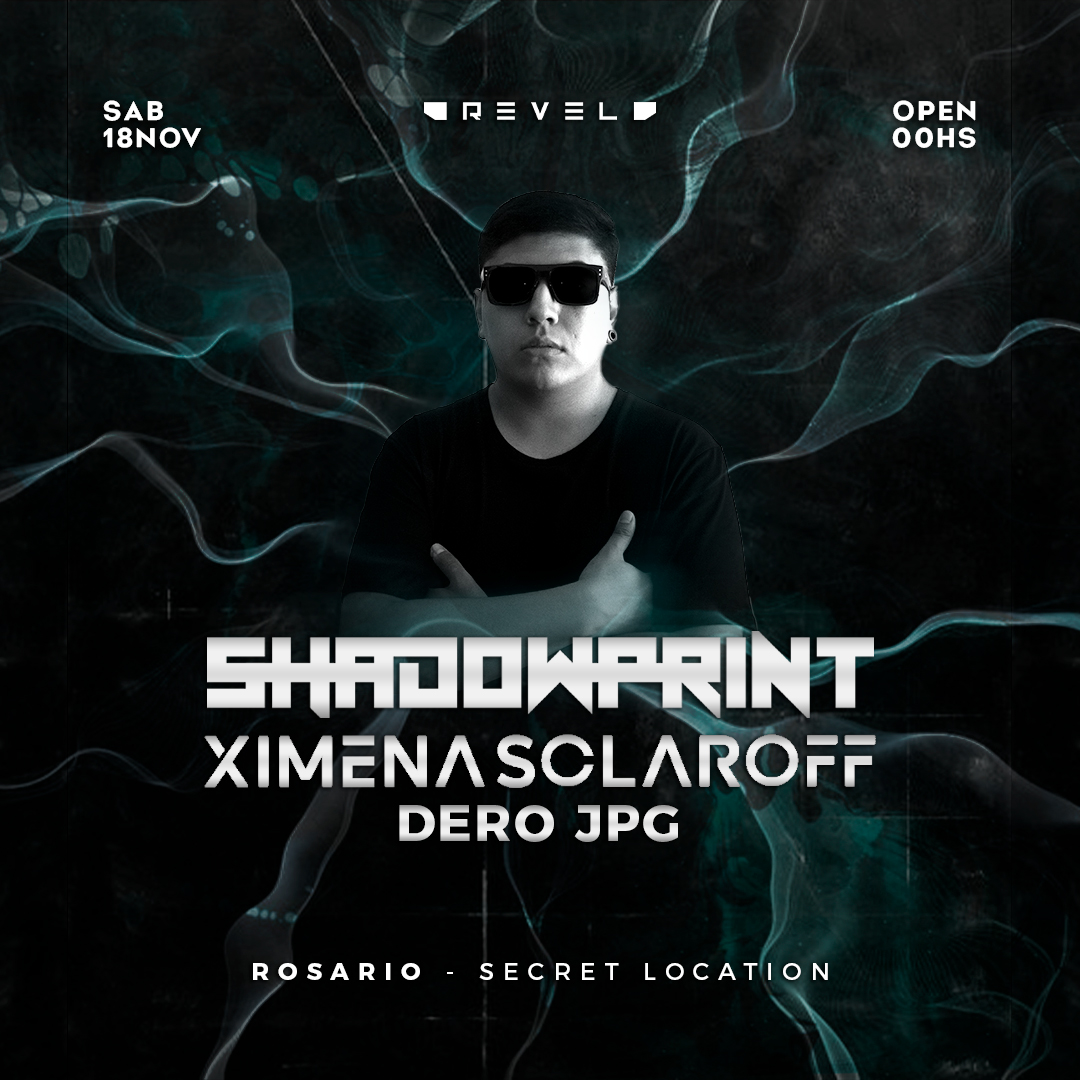 SAB
18NOV
REVEL
OPEN
00HS
SHADOWPRINT
XIMENA SCLAROFF
DERO JPG
ROSARIO - SECRET LOCATION